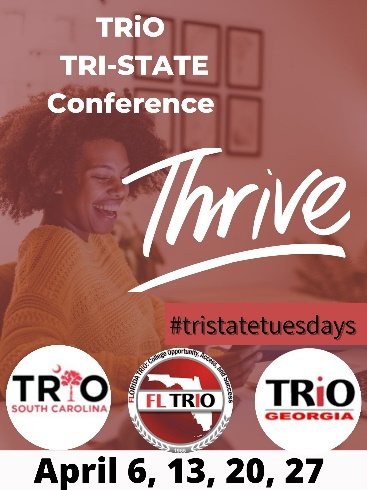 TRiO
TRI-STATE
Conference
Thrive
#tristatetuesdays
TRIO
SOUTH CAROLINA
FLORIDA TRIO: College Opportunity, Access, and Success
FL TRIO
TRiO
GEORGIA
April 6, 13, 20, 27